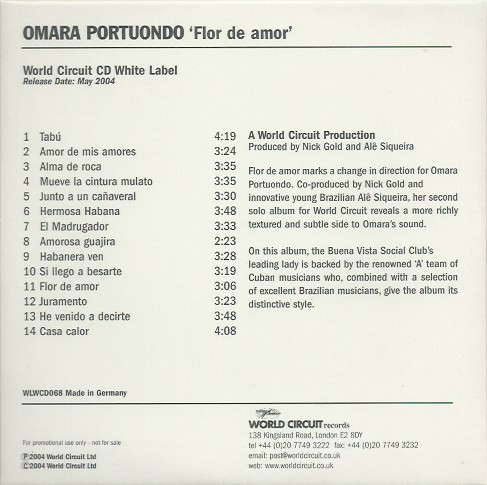 OMARA PORTUONDO 'Flor de amor'
World Circuit CD White Label
Release Date: May 2004
1 Tabú 4:19
2 Amor de mis amores 3:24
3 Alma de roca 3:35
4 Mueve la cintura mulato 3:35
5 Junto a un cañaveral 3:30
6 Hermosa Habana 3:48
7 El Madrugador 3:33
8 Amorosa guajira 2:23
9 Habanera ven 3:28
10 Si llego a besarte 3:19
11 Flor de amor 3:06
12 Juramento 3:23
13 He venido a decirte 3:48
14 Casa calor 4:08
A World Circuit Production
Produced by Nick Gold and Alê Siqueira
Flor de amor marks a change in direction for Omara
Portuondo. Co-produced by Nick Gold and
innovative young Brazilian Alê Siqueira, her second
solo album for World Circuit reveals a more richly
textured and subtle side to Omara's sound.
On this album, the Buena Vista Social Club's
leading lady is backed by the renowned 'A' team of
Cuban musicians who, combined with a selection
of excellent Brazilian musicians, give the album its
distinctive style.
WLWCD068 Made in Germany
For promotional use only - not for sale
℗2004 World Circuit Ltd
©2004 World Circuit Ltd
WORLD CIRCUIT records
138 Kingsland Road, London E2 8DY
tel +44 (0)20 7749 3222 fax +44 (0)20 7749 3232
email: post@worldcircuit.co.uk
web: www.worldcircuit.co.uk